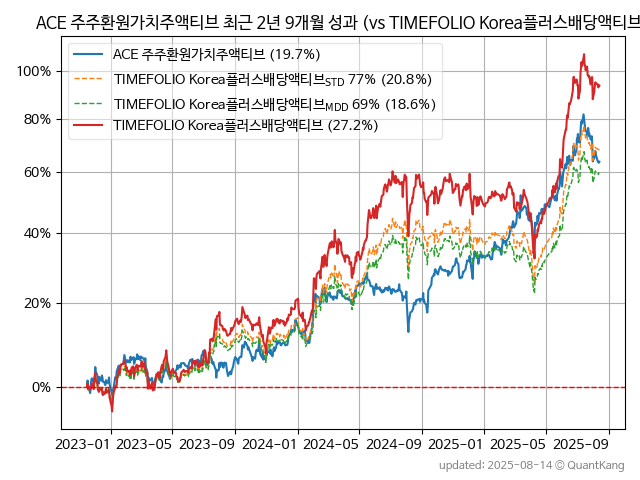 ACE 주주환원가치주액티브 최근 2년 9개월 성과 (vs TIMEFOLIO Korea플러스배당액티브
ACE 주주환원가치주액티브 (19.7%)
TIMEFOLIO Korea플러스배당액티브STD 77% (20.8%)
TIMEFOLIO Korea플러스배당액티브MDD 69% (18.6%)
TIMEFOLIO Korea플러스배당액티브 (27.2%)
100%
80%
60%
40%
20%
0%
2023-01 2023-05 2023-09 2024-01 2024-05 2024-09 2025-01 2025-05 2025-09
updated: 2025-08-14 © QuantKang